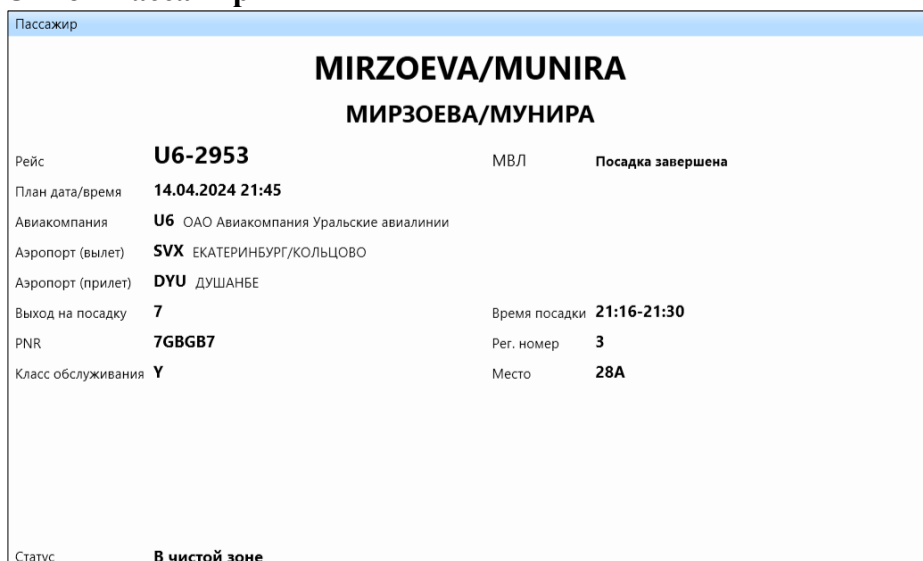 Пассажир
MIRZOEVA/MUNIRA
МИРЗОЕВА/МУНИРА
Рейс U6-2953 МВЛ Посадка завершена
План дата/время 14.04.2024 21:45
Авиакомпания U6 ОАО Авиакомпания Уральские авиалинии
Аэропорт (вылет) SVX ЕКАТЕРИНБУРГ/КОЛЬЦОВО
Аэропорт (прилет) DYU ДУШАНБЕ
Выход на посадку 7 Время посадки 21:16-21:30
PNR 7GBGB7 Рег. номер 3
Класс обслуживания Y Место 28A
Статус В чистой зоне